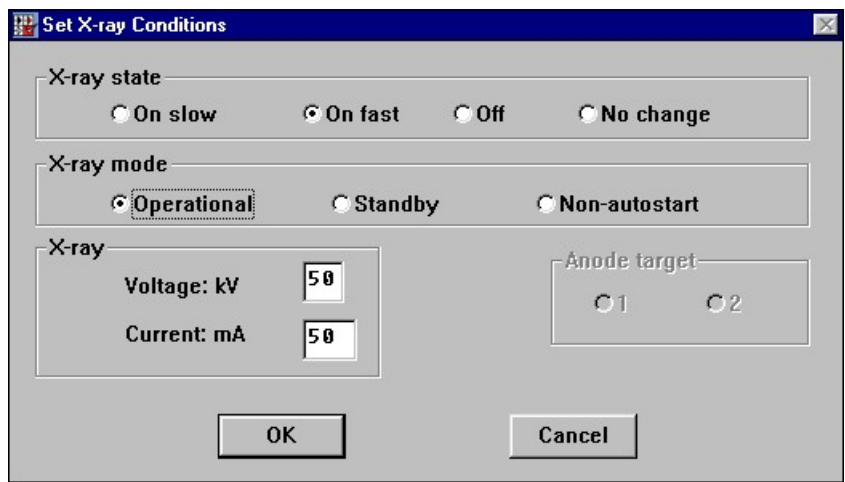 Set X-ray Conditions
X-ray state
On slow On fast Off No change
X-ray mode
Operational Standby Non-autostart
X-ray
Anode target
Voltage: kV 50
1 2
Current: mA 50
OK Cancel